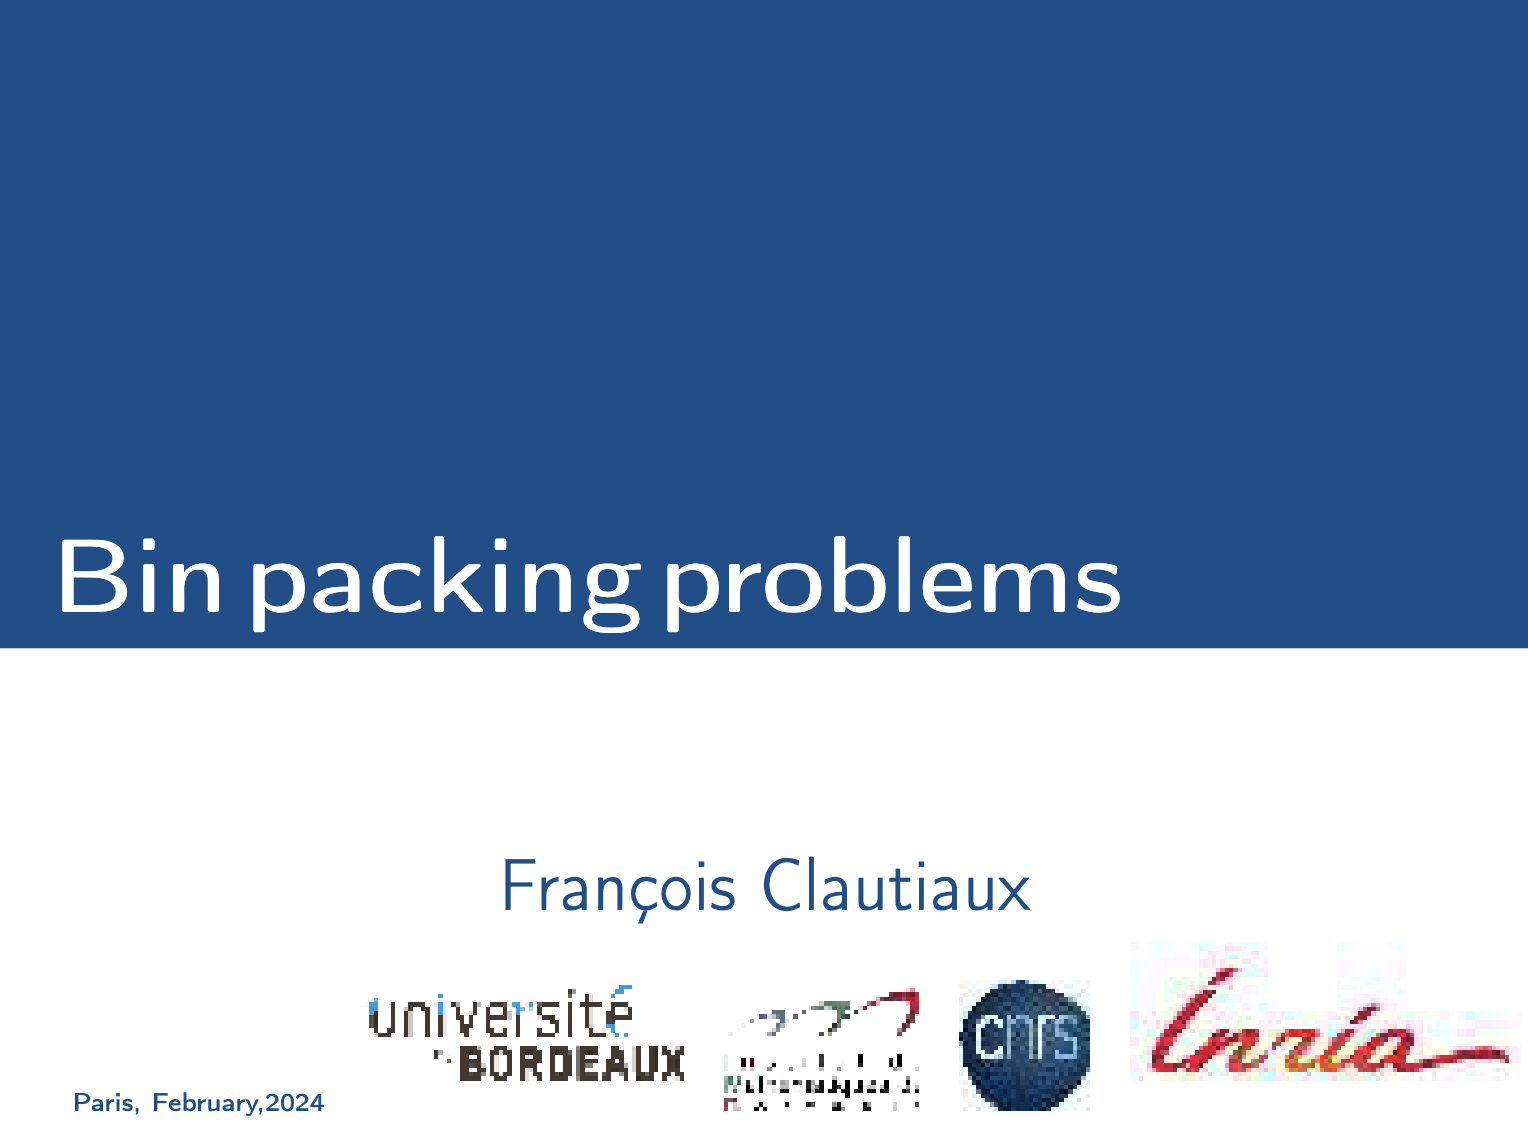 Bin packing problems
François Clautiaux
université
BORDEAUX
cnrs
Inria
Paris, February,2024